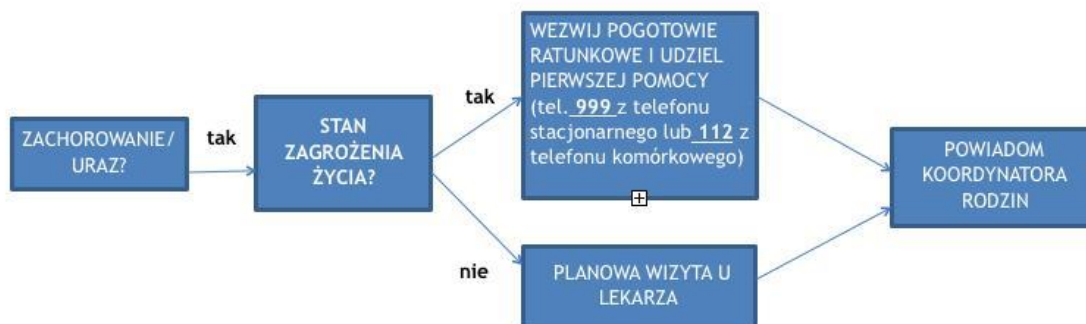 ZACHOROWANIE/
URAZ?
tak
STAN
ZAGROŻENIA
ŻYCIA?
tak
WEZWIJ POGOTOWIE
RATUNKOWE I UDZIEL
PIERWSZEJ POMOCY
(tel. 999 z telefonu
stacjonarnego lub 112 z
telefonu komórkowego)
nie
PLANOWA WIZYTA U
LEKARZA
POWIADOM
KOORDYNATORA
RODZIN